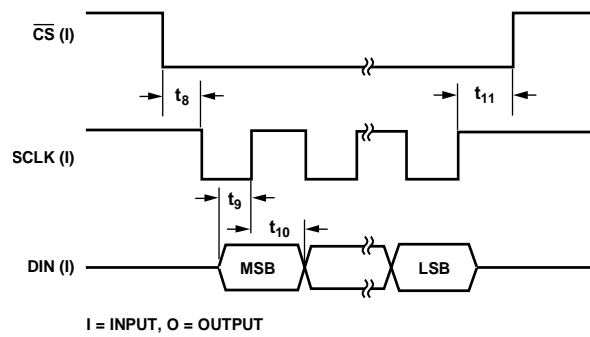 CS (I)
t8
t11
SCLK (I)
t9
t10
DIN (I)
MSB
LSB
I = INPUT, O = OUTPUT